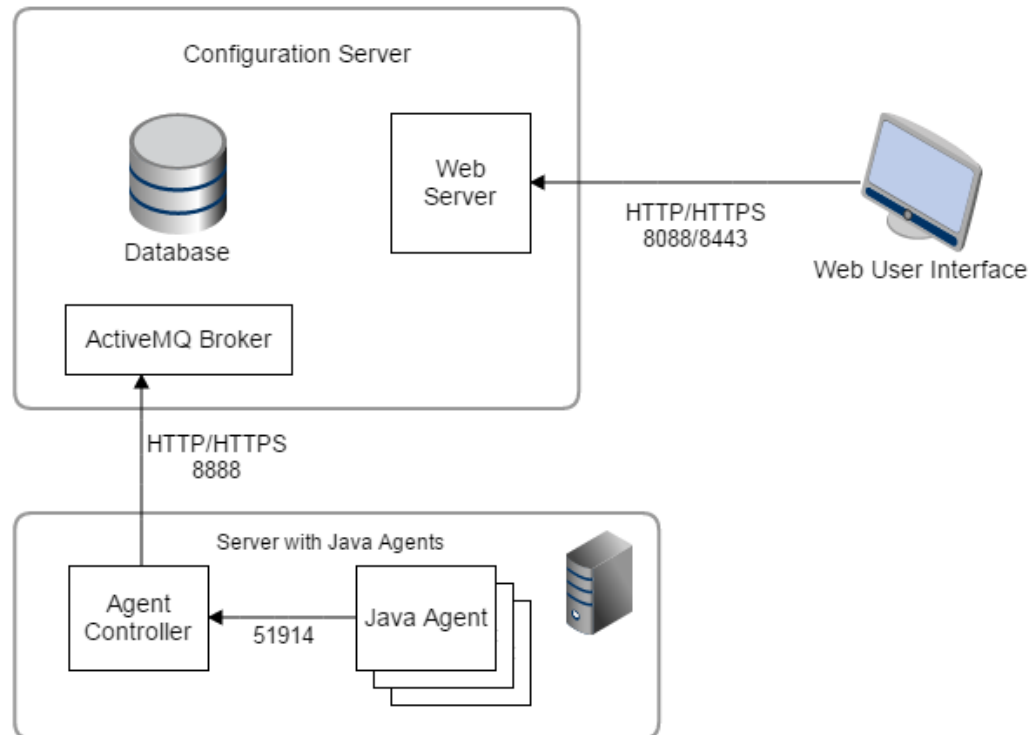 Configuration Server
Web
Server
HTTP/HTTPS
8088/8443
Database
Web User Interface
ActiveMQ Broker
HTTP/HTTPS
8888
Server with Java Agents
Agent
Controller
51914
Java Agent